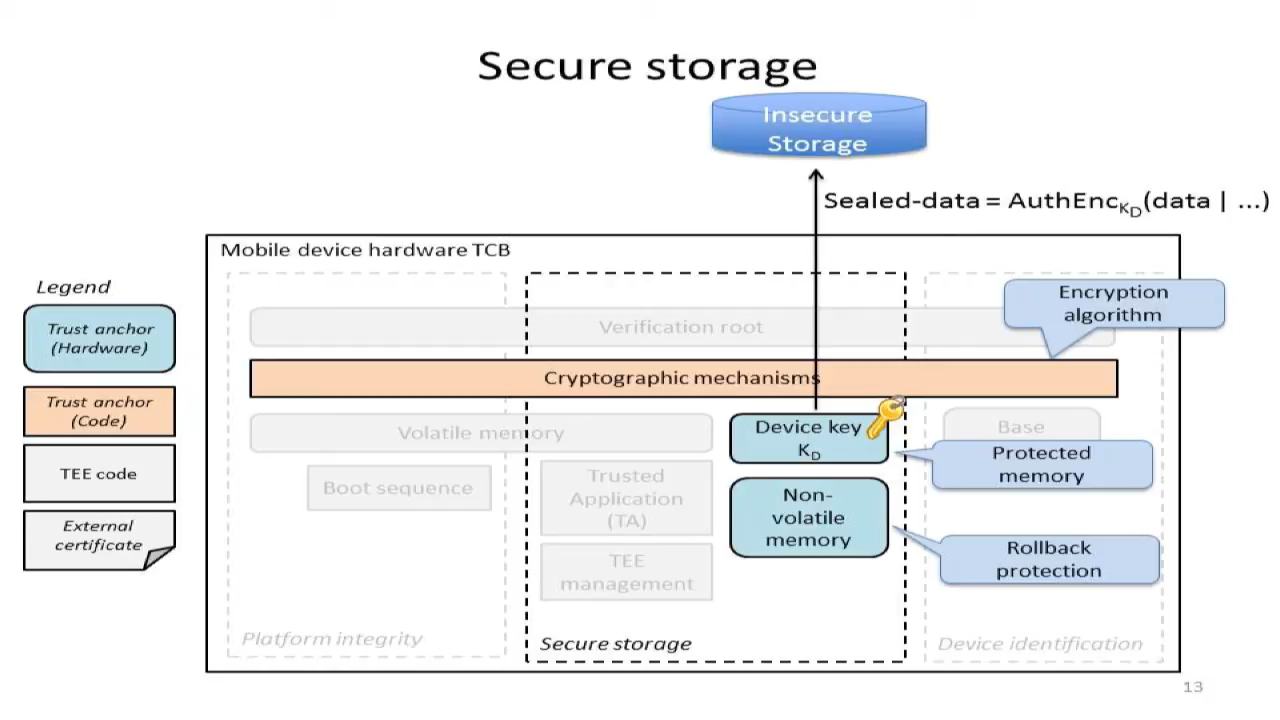 Secure storage
Insecure
Storage
Sealed-data = AuthEncK_D(data | ...)
Mobile device hardware TCB
Legend
Trust anchor
(Hardware)
Trust anchor
(Code)
TEE code
External
certificate
Encryption
algorithm
Verification root
Cryptographic mechanisms
Volatile memory
Device key
K_D
Base
Protected
memory
Boot sequence
Trusted
Application
(TA)
Non-
volatile
memory
TEE
management
Rollback
protection
Platform integrity
Secure storage
Device identification
13